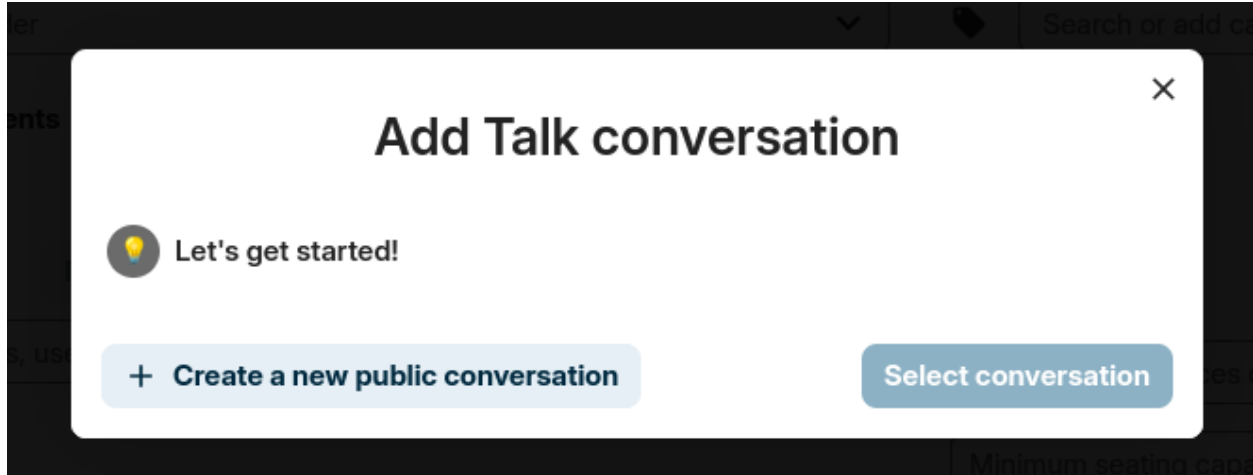 ler
Search or add ca
ents
Add Talk conversation
Let's get started!
s, use
+ Create a new public conversation
Select conversation
ces
Minimum seating capa